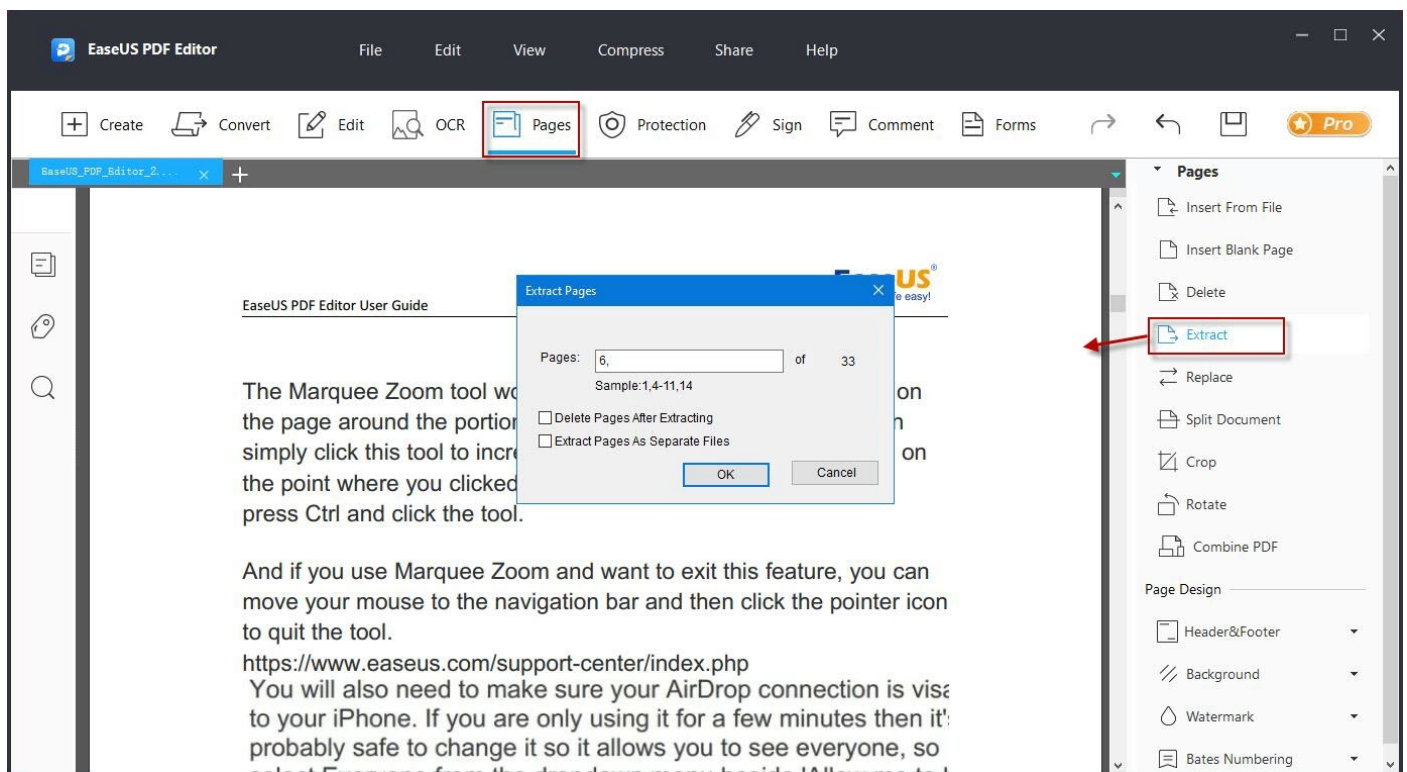 EaseUS PDF Editor
File Edit View Compress Share Help
Create Convert Edit OCR Pages Protection Sign Comment Forms Pro
EaseUS_PDF_Editor_2....
Pages
Insert From File
Insert Blank Page
Delete
Extract
Replace
Split Document
Crop
Rotate
Combine PDF
Page Design
Header&Footer
Background
Watermark
Bates Numbering
US®
easy!
EaseUS PDF Editor User Guide
Extract Pages
Pages: 6, of 33
Sample:1,4-11,14
Delete Pages After Extracting
Extract Pages As Separate Files
OK Cancel
The Marquee Zoom tool on
the page around the
simply click this tool to on
the point where you clicked
press Ctrl and click the tool.
And if you use Marquee Zoom and want to exit this feature, you can
move your mouse to the navigation bar and then click the pointer icon
to quit the tool.
https://www.easeus.com/support-center/index.php
You will also need to make sure your AirDrop connection is
to your iPhone. If you are only using it for a few minutes then
probably safe to change it so it allows you to see everyone, so